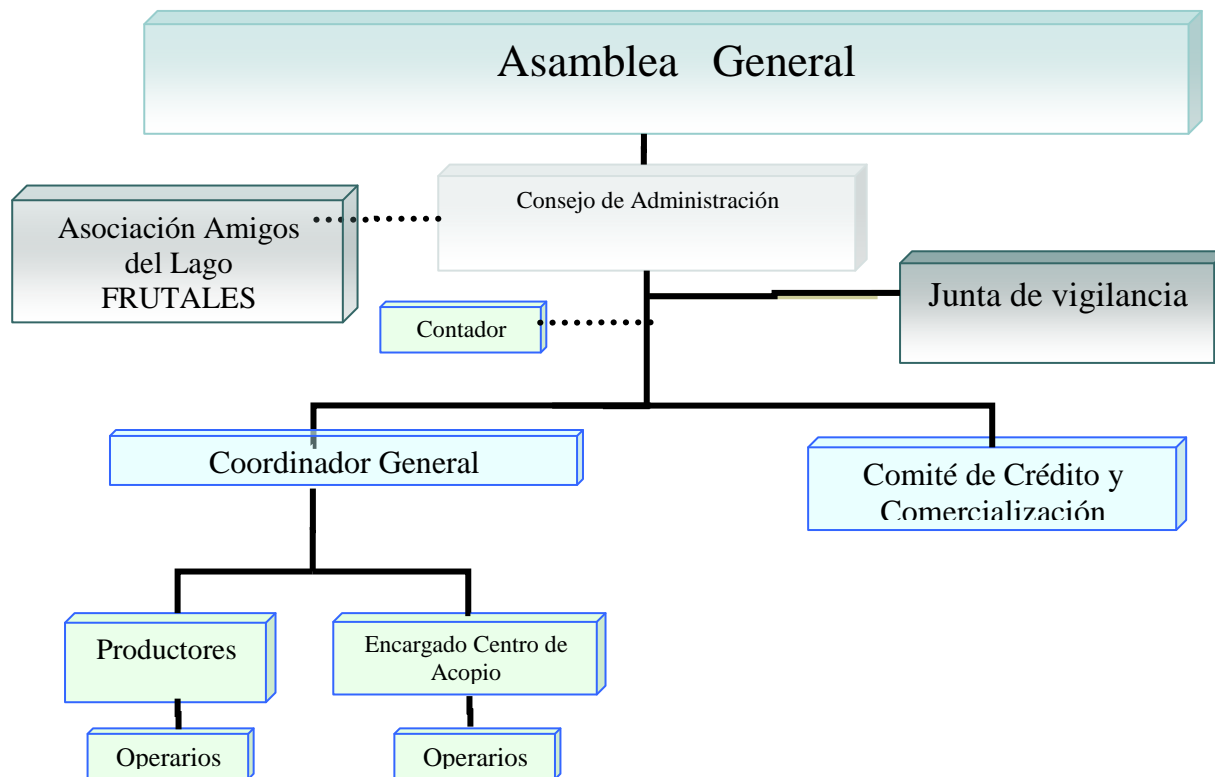 Asamblea General
Consejo de Administración
Asociación Amigos
del Lago
FRUTALES
Junta de vigilancia
Contador
Coordinador General
Comité de Crédito y
Comercialización
Productores
Encargado Centro de
Acopio
Operarios
Operarios